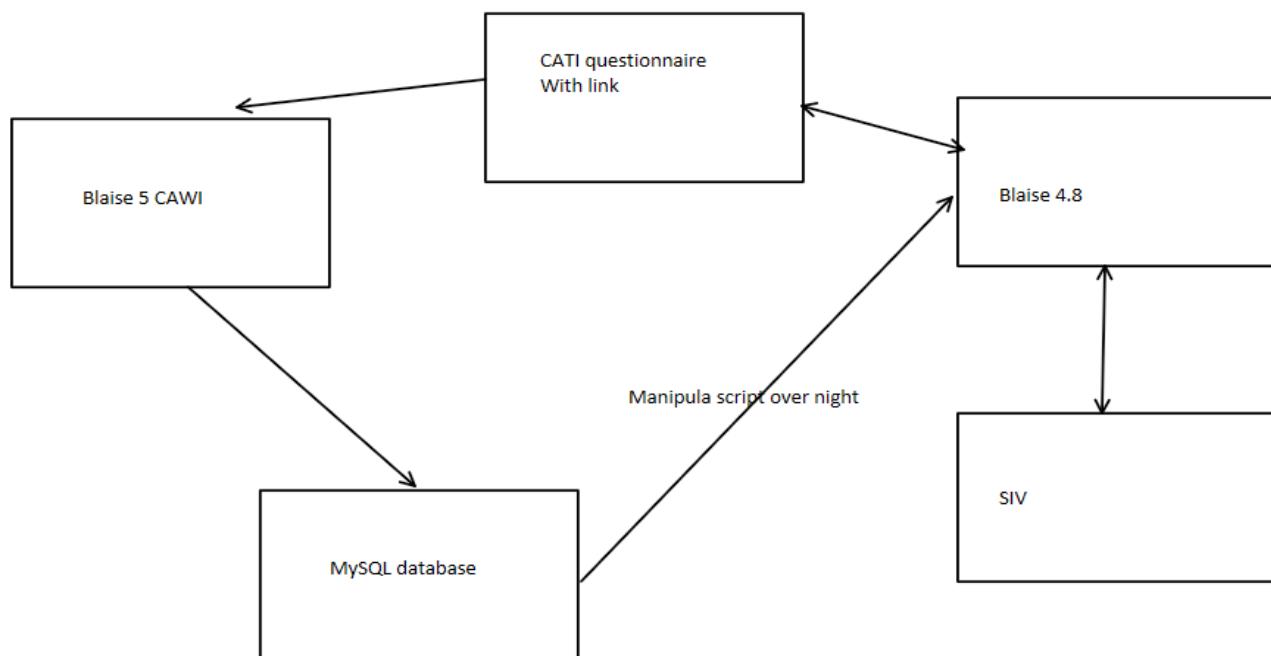 CATI questionnaire
With link
Blaise 5 CAWI
Blaise 4.8
Manipula script over night
SIV
MySQL database